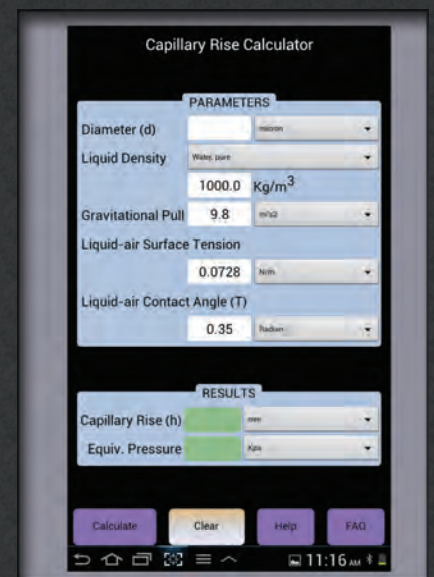 Capillary Rise Calculator
PARAMETERS
Diameter (d) micron
Liquid Density Water, pure
1000.0 Kg/m3
Gravitational Pull 9.8 m/s2
Liquid-air Surface Tension
0.0728 N/m
Liquid-air Contact Angle (T)
0.35 Radian
RESULTS
Capillary Rise (h) mm
Equiv. Pressure Kpa
Calculate Clear Help FAQ
11:16 AM